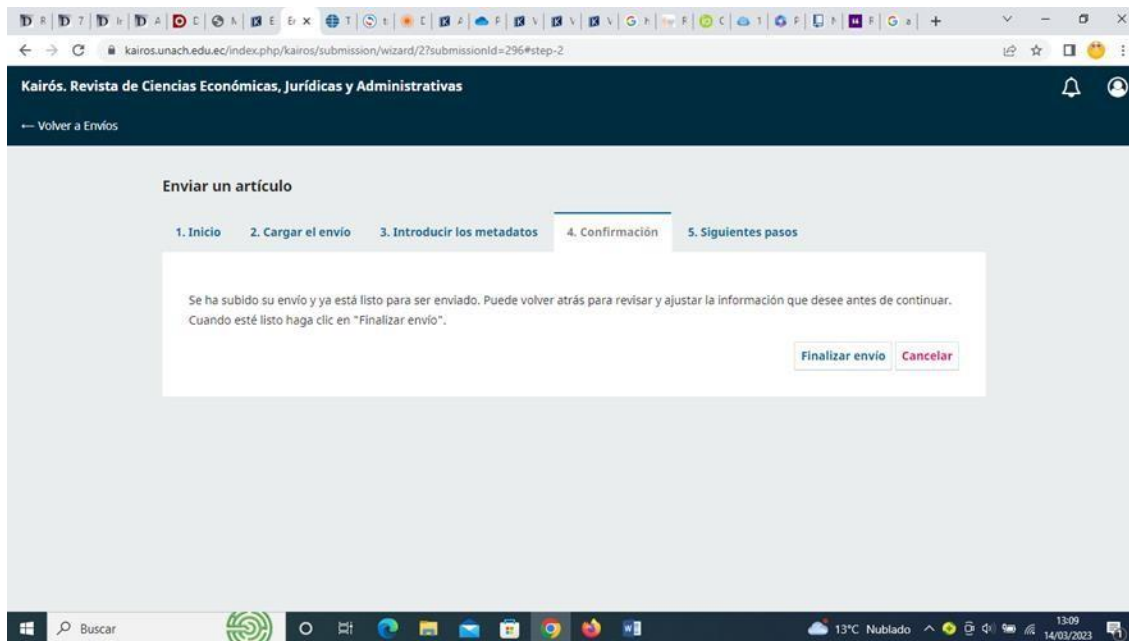 kairos.unach.edu.ec/index.php/kairos/submission/wizard/2?submissionId=296#step-2
Kairós. Revista de Ciencias Económicas, Jurídicas y Administrativas
← Volver a Envíos
Enviar un artículo
1. Inicio 2. Cargar el envío 3. Introducir los metadatos 4. Confirmación 5. Siguientes pasos
Se ha subido su envío y ya está listo para ser enviado. Puede volver atrás para revisar y ajustar la información que desee antes de continuar.
Cuando esté listo haga clic en "Finalizar envío".
Finalizar envío Cancelar
Buscar
13°C Nublado
13:09
14/03/2023